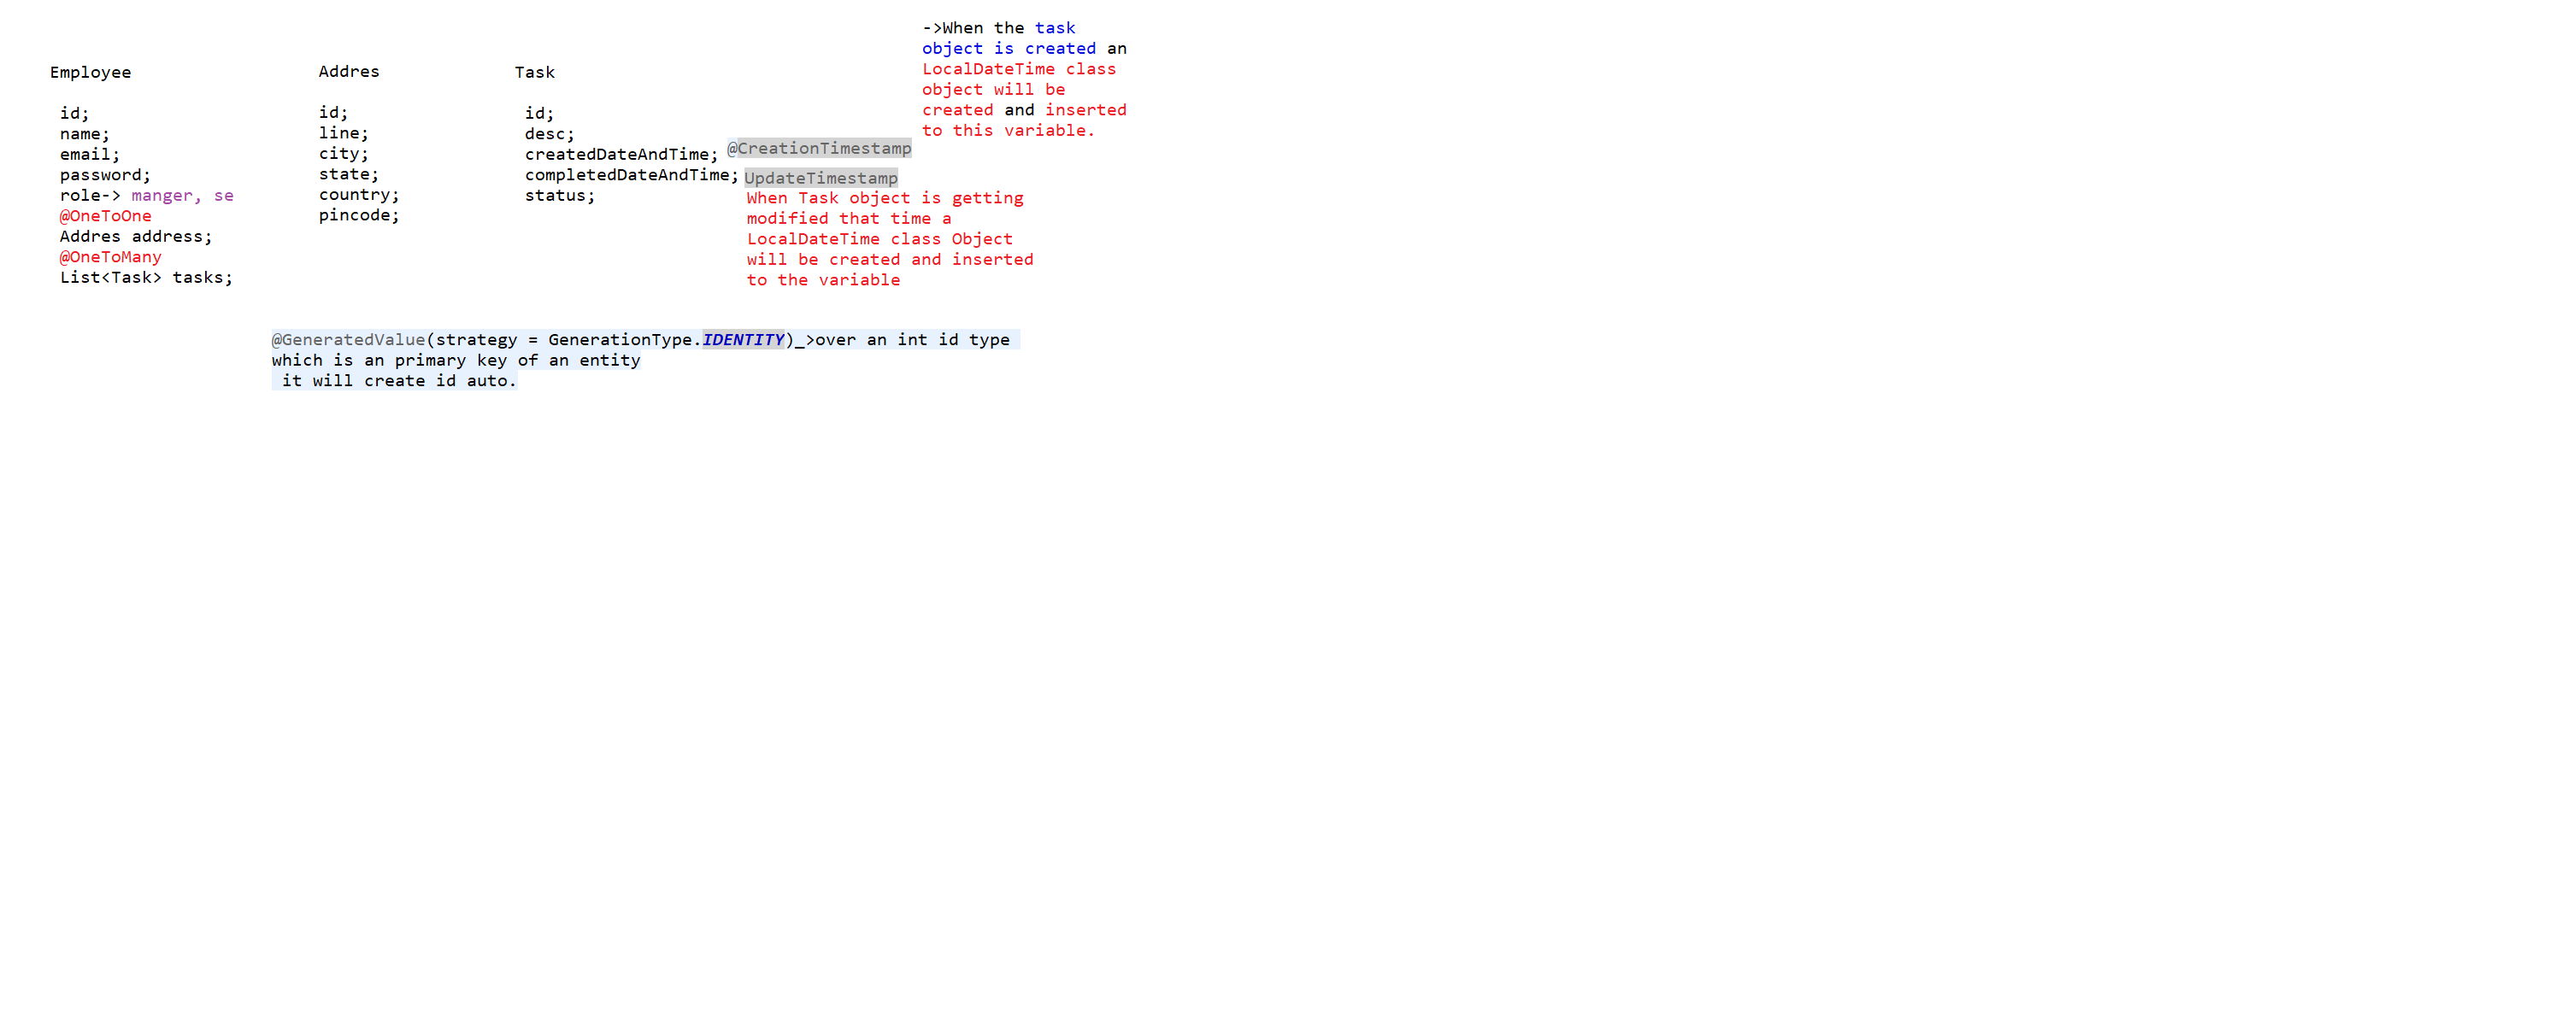 Employee
id;
name;
email;
password;
role-> manger, se
@OneToOne
Addres address;
@OneToMany
List<Task> tasks;
Addres
id;
line;
city;
state;
country;
pincode;
Task
id;
desc;
createdDateAndTime;
completedDateAndTime;
status;
@CreationTimestamp
->When the task
object is created an
LocalDateTime class
object will be
created and inserted
to this variable.
UpdateTimestamp
When Task object is getting
modified that time a
LocalDateTime class Object
will be created and inserted
to the variable
@GeneratedValue(strategy = GenerationType.IDENTITY)_>over an int id type
which is an primary key of an entity
it will create id auto.